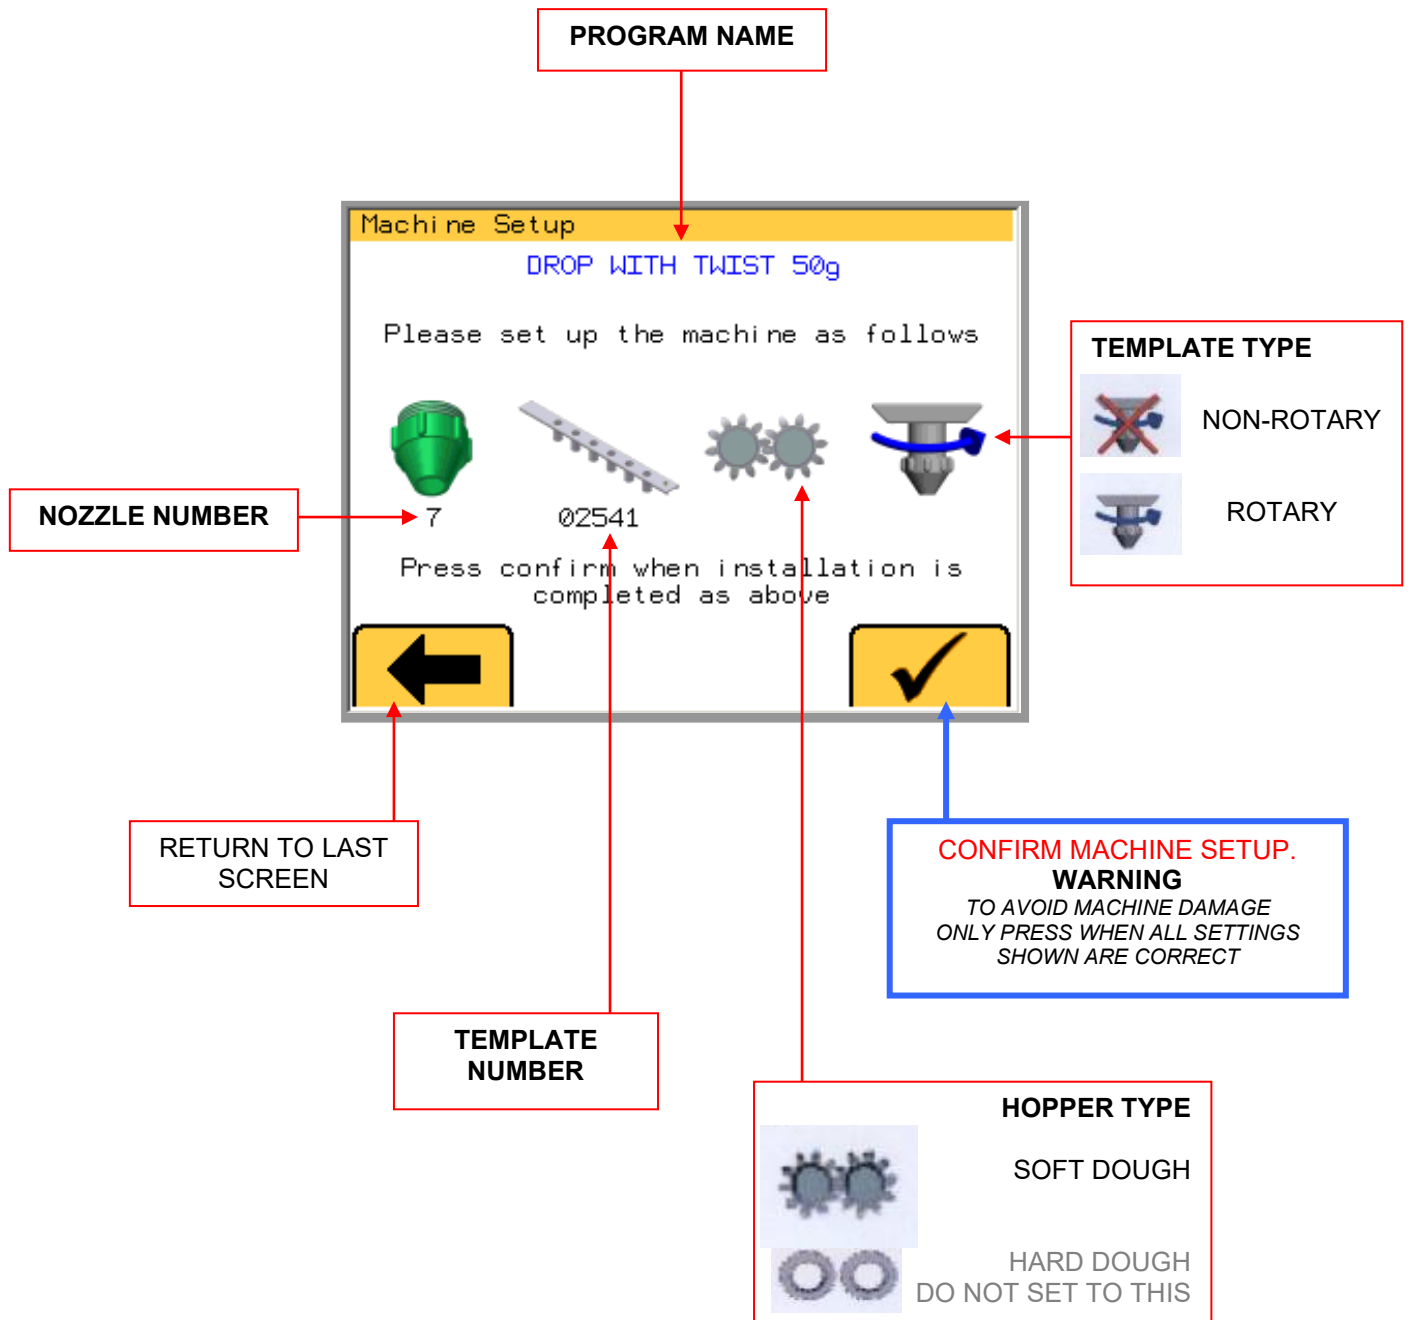 PROGRAM NAME
Machine Setup
DROP WITH TWIST 50g
Please set up the machine as follows
TEMPLATE TYPE
NON-ROTARY
ROTARY
NOZZLE NUMBER
7
02541
Press confirm when installation is
completed as above
RETURN TO LAST
SCREEN
CONFIRM MACHINE SETUP.
WARNING
TO AVOID MACHINE DAMAGE
ONLY PRESS WHEN ALL SETTINGS
SHOWN ARE CORRECT
TEMPLATE
NUMBER
HOPPER TYPE
SOFT DOUGH
HARD DOUGH
DO NOT SET TO THIS